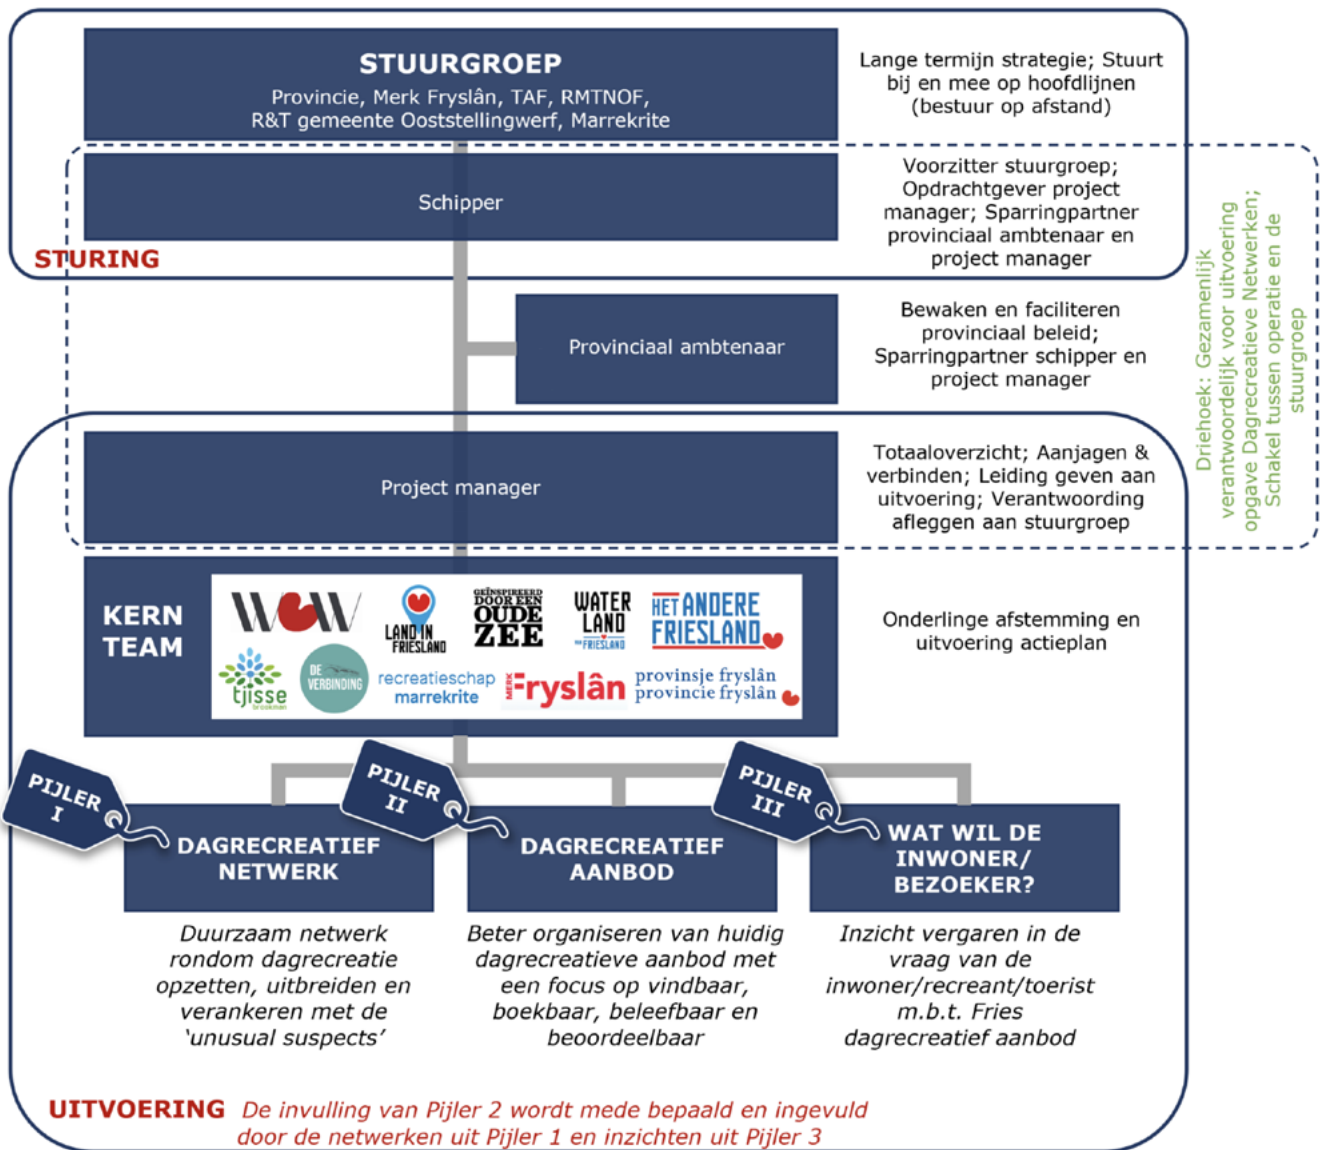 STUURGROEP
Provincie, Merk Fryslân, TAF, RMTNOF,
R&T gemeente Ooststellingwerf, Marrekrite
Lange termijn strategie; Stuurt
bij en mee op hoofdlijnen
(bestuur op afstand)
Schipper
Voorzitter stuurgroep;
Opdrachtgever project
manager; Sparringpartner
provinciaal ambtenaar en
project manager
STURING
Provinciaal ambtenaar
Bewaken en faciliteren
provinciaal beleid;
Sparringpartner schipper en
project manager
Driehoek: Gezamenlijk
verantwoordelijk voor uitvoering
opgave Dagrecreatieve Netwerken;
Schakel tussen operatie en de
stuurgroep
Project manager
Totaaloverzicht; Aanjagen &
verbinden; Leiding geven aan
uitvoering; Verantwoording
afleggen aan stuurgroep
KERN
TEAM
WOW
LAND IN
FRIESLAND
GEÏNSPIREERD
DOOR EEN
OUDE
ZEE
WATER
LAND
VAN FRIESLAND
HET ANDERE
FRIESLAND
tjisse
brookman
DE
VERBINDING
recreatieschap
marrekrite
MERK
Fryslân
provinsje fryslân
provincie fryslân
Onderlinge afstemming en
uitvoering actieplan
PIJLER
I
PIJLER
II
PIJLER
III
DAGRECREATIEF
NETWERK
DAGRECREATIEF
AANBOD
WAT WIL DE
INWONER/
BEZOEKER?
Duurzaam netwerk
rondom dagrecreatie
opzetten, uitbreiden en
verankeren met de
‘unusual suspects’
Beter organiseren van huidig
dagrecreatieve aanbod met
een focus op vindbaar,
boekbaar, beleefbaar en
beoordeelbaar
Inzicht vergaren in de
vraag van de
inwoner/recreant/toerist
m.b.t. Fries
dagrecreatief aanbod
UITVOERING De invulling van Pijler 2 wordt mede bepaald en ingevuld
door de netwerken uit Pijler 1 en inzichten uit Pijler 3